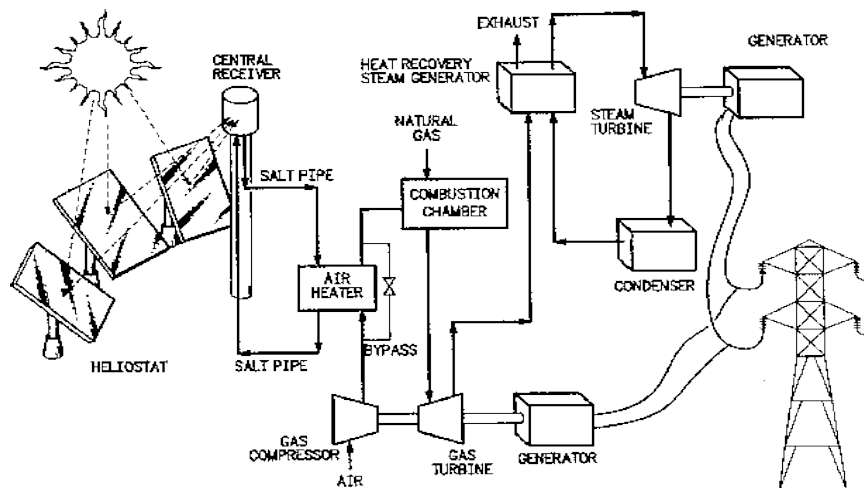 EXHAUST
GENERATOR
CENTRAL
RECEIVER
HEAT RECOVERY
STEAM GENERATOR
STEAM
TURBINE
NATURAL
GAS
SALT PIPE
COMBUSTION
CHAMBER
AIR
HEATER
CONDENSER
HELIOSTAT
SALT PIPE
BYPASS
GAS
COMPRESSOR
AIR
GAS
TURBINE
GENERATOR